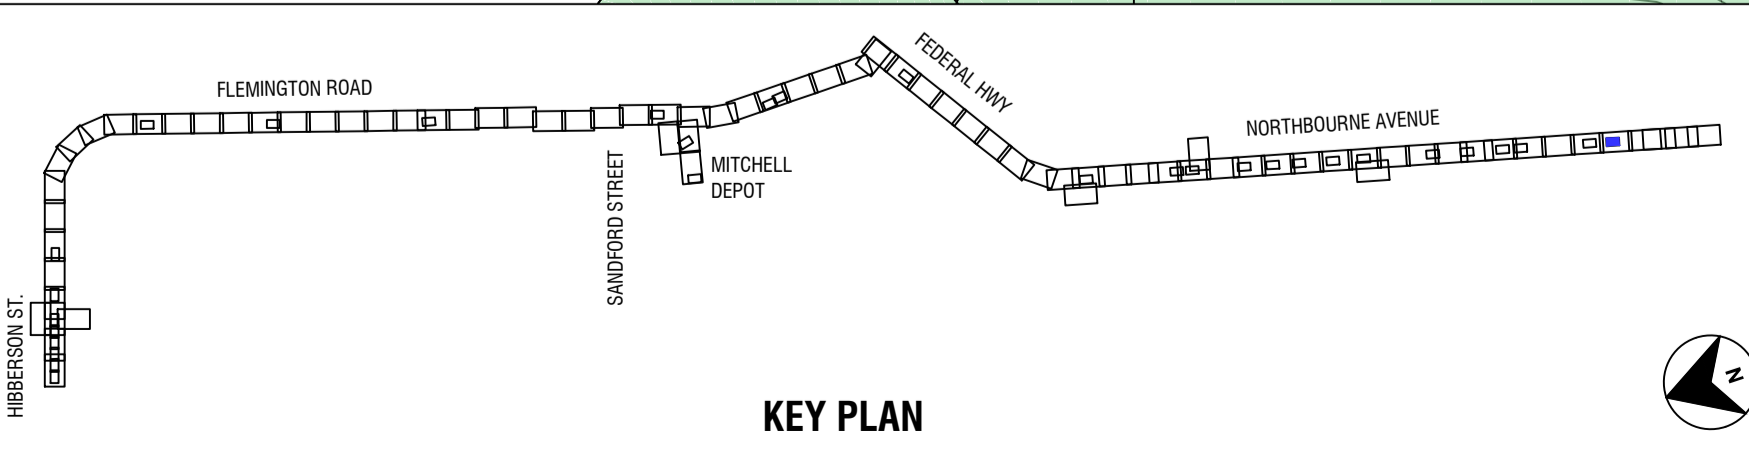 FLEMINGTON ROAD
FEDERAL HWY
NORTHBOURNE AVENUE
SANDFORD STREET
MITCHELL
DEPOT
HIBBERSON ST.
KEY PLAN
N